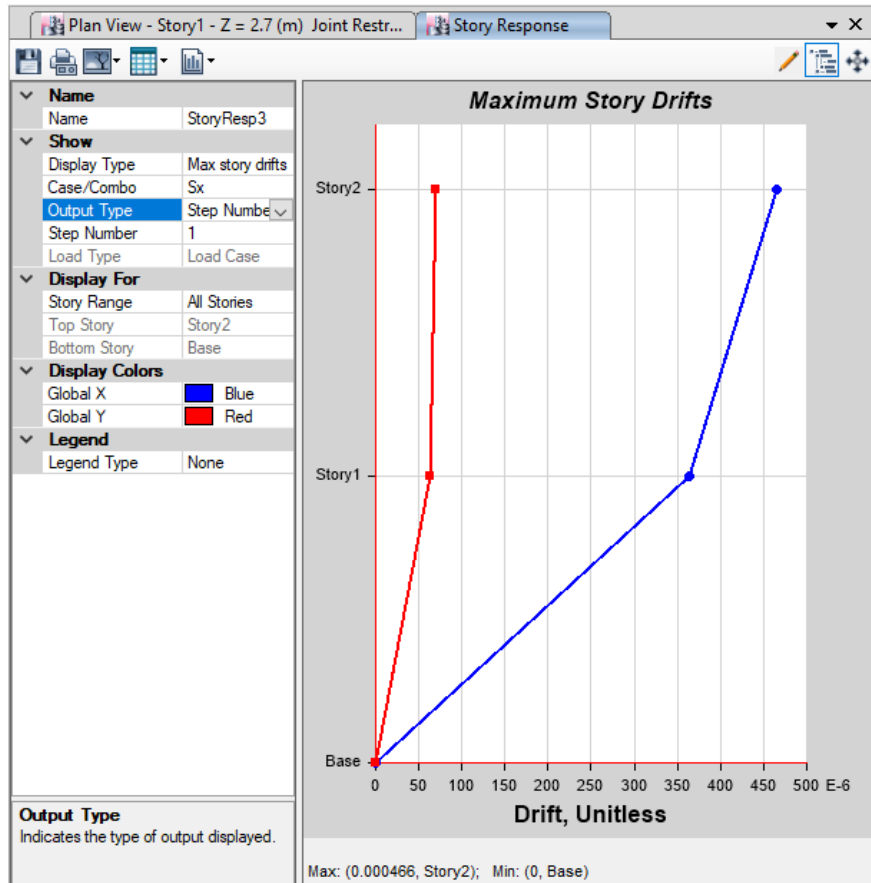 Plan View - Story1 - Z = 2.7 (m) Joint Restr...
Story Response
Name
Name StoryResp3
Show
Display Type Max story drifts
Case/Combo Sx
Output Type Step Numbe
Step Number 1
Load Type Load Case
Display For
Story Range All Stories
Top Story Story2
Bottom Story Base
Display Colors
Global X Blue
Global Y Red
Legend
Legend Type None
Output Type
Indicates the type of output displayed.
Maximum Story Drifts
Story2
Story1
Base
0 50 100 150 200 250 300 350 400 450 500 E-6
Drift, Unitless
Max: (0.000466, Story2); Min: (0, Base)